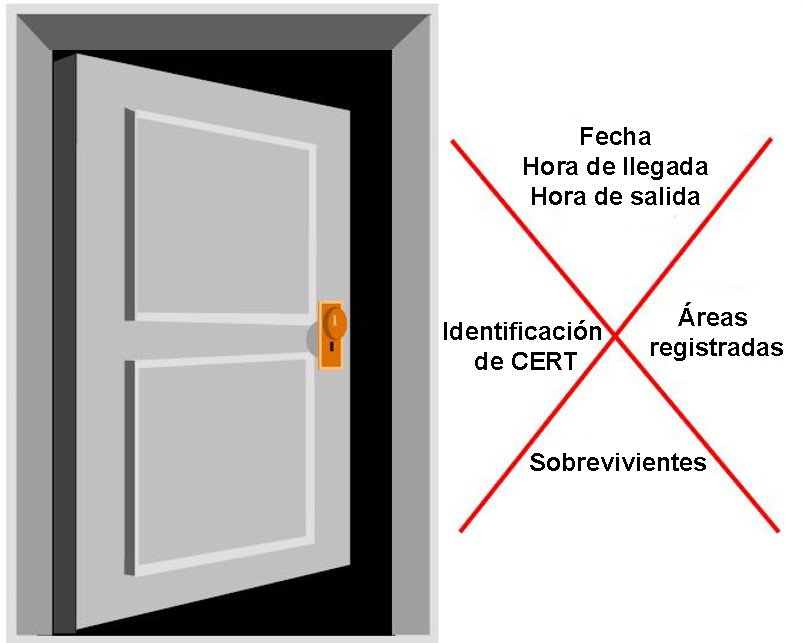 Fecha
Hora de llegada
Hora de salida
Identificación
de CERT
Áreas
registradas
Sobrevivientes